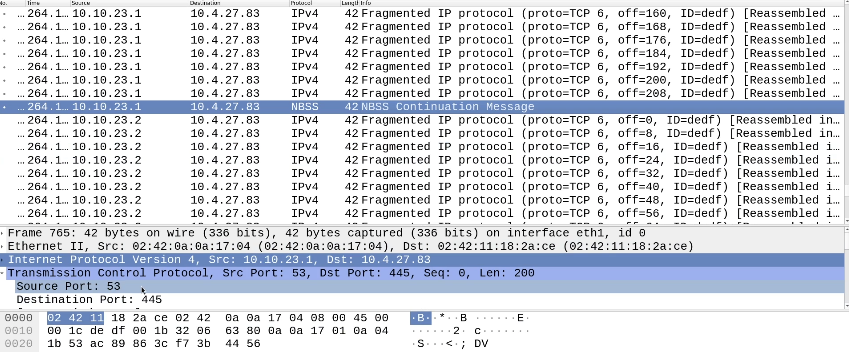 No. Time Source Destination Protocol Length Info
… 264.1… 10.10.23.1 10.4.27.83 IPv4 42 Fragmented IP protocol (proto=TCP 6, off=160, ID=dedf) [Reassembled …
… 264.1… 10.10.23.1 10.4.27.83 IPv4 42 Fragmented IP protocol (proto=TCP 6, off=168, ID=dedf) [Reassembled …
… 264.1… 10.10.23.1 10.4.27.83 IPv4 42 Fragmented IP protocol (proto=TCP 6, off=176, ID=dedf) [Reassembled …
… 264.1… 10.10.23.1 10.4.27.83 IPv4 42 Fragmented IP protocol (proto=TCP 6, off=184, ID=dedf) [Reassembled …
… 264.1… 10.10.23.1 10.4.27.83 IPv4 42 Fragmented IP protocol (proto=TCP 6, off=192, ID=dedf) [Reassembled …
… 264.1… 10.10.23.1 10.4.27.83 IPv4 42 Fragmented IP protocol (proto=TCP 6, off=200, ID=dedf) [Reassembled …
… 264.1… 10.10.23.1 10.4.27.83 IPv4 42 Fragmented IP protocol (proto=TCP 6, off=208, ID=dedf) [Reassembled …
… 264.1… 10.10.23.1 10.4.27.83 NBSS 42 NBSS Continuation Message
… 264.1… 10.10.23.2 10.4.27.83 IPv4 42 Fragmented IP protocol (proto=TCP 6, off=0, ID=dedf) [Reassembled in…
… 264.1… 10.10.23.2 10.4.27.83 IPv4 42 Fragmented IP protocol (proto=TCP 6, off=8, ID=dedf) [Reassembled in…
… 264.1… 10.10.23.2 10.4.27.83 IPv4 42 Fragmented IP protocol (proto=TCP 6, off=16, ID=dedf) [Reassembled i…
… 264.1… 10.10.23.2 10.4.27.83 IPv4 42 Fragmented IP protocol (proto=TCP 6, off=24, ID=dedf) [Reassembled i…
… 264.1… 10.10.23.2 10.4.27.83 IPv4 42 Fragmented IP protocol (proto=TCP 6, off=32, ID=dedf) [Reassembled i…
… 264.1… 10.10.23.2 10.4.27.83 IPv4 42 Fragmented IP protocol (proto=TCP 6, off=40, ID=dedf) [Reassembled i…
… 264.1… 10.10.23.2 10.4.27.83 IPv4 42 Fragmented IP protocol (proto=TCP 6, off=48, ID=dedf) [Reassembled i…
… 264.1… 10.10.23.2 10.4.27.83 IPv4 42 Fragmented IP protocol (proto=TCP 6, off=56, ID=dedf) [Reassembled i…
Frame 765: 42 bytes on wire (336 bits), 42 bytes captured (336 bits) on interface eth1, id 0
Ethernet II, Src: 02:42:0a:0a:17:04 (02:42:0a:0a:17:04), Dst: 02:42:11:18:2a:ce (02:42:11:18:2a:ce)
Internet Protocol Version 4, Src: 10.10.23.1, Dst: 10.4.27.83
Transmission Control Protocol, Src Port: 53, Dst Port: 445, Seq: 0, Len: 200
Source Port: 53
Destination Port: 445
0000 02 42 11 18 2a ce 02 42 0a 0a 17 04 08 00 45 00 ·B··*··B ······E·
0010 00 1c de df 00 1b 32 06 63 80 0a 0a 17 01 0a 04 ······2· c·······
0020 1b 53 ac 89 86 3c f7 3b 44 56 ·S···<·; DV